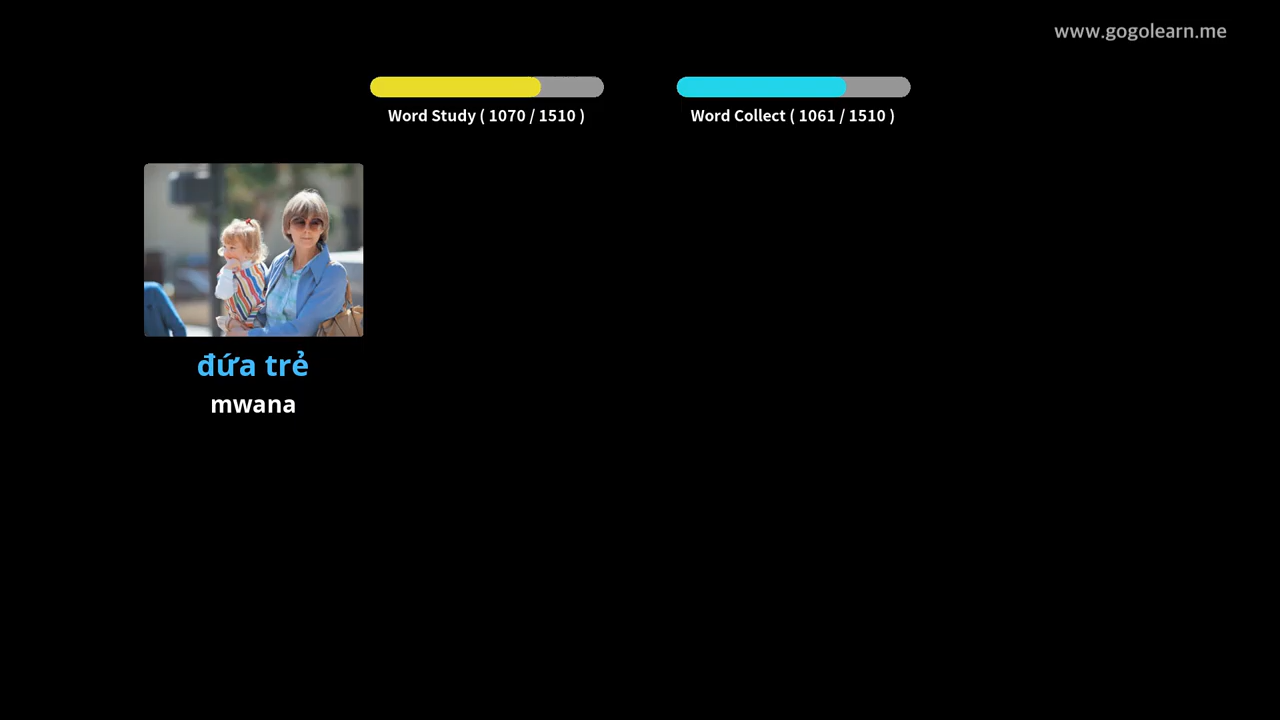 www.gogolearn.me
Word Study ( 1070 / 1510 )
Word Collect ( 1061 / 1510 )
đứa trẻ
mwana